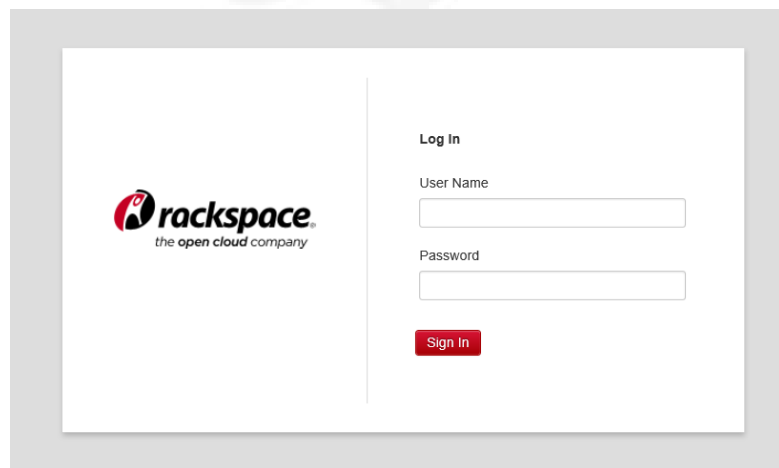 rackspace®
the open cloud company
Log In
User Name
Password
Sign In